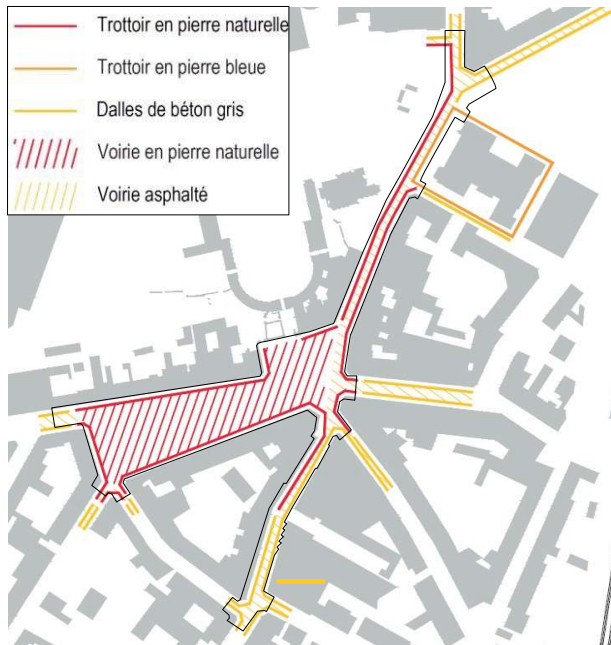 Trottoir en pierre naturelle
Trottoir en pierre bleue
Dalles de béton gris
Voirie en pierre naturelle
Voirie asphalté